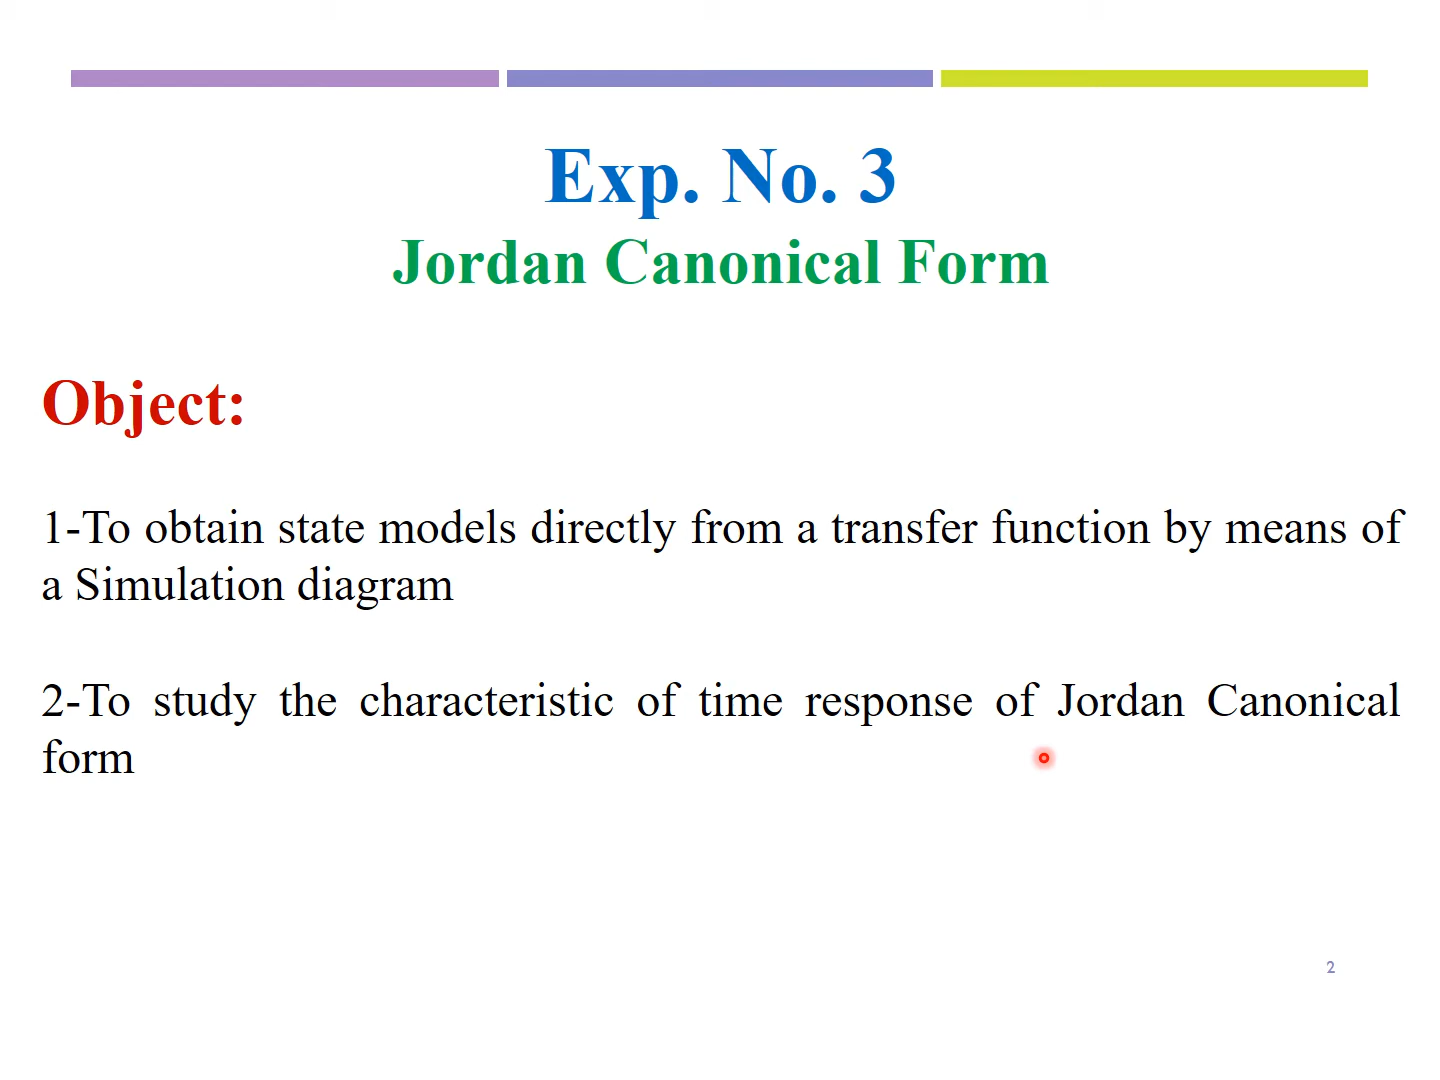 Exp. No. 3
Jordan Canonical Form
Object:
1-To obtain state models directly from a transfer function by means of
a Simulation diagram
2-To study the characteristic of time response of Jordan Canonical
form
2